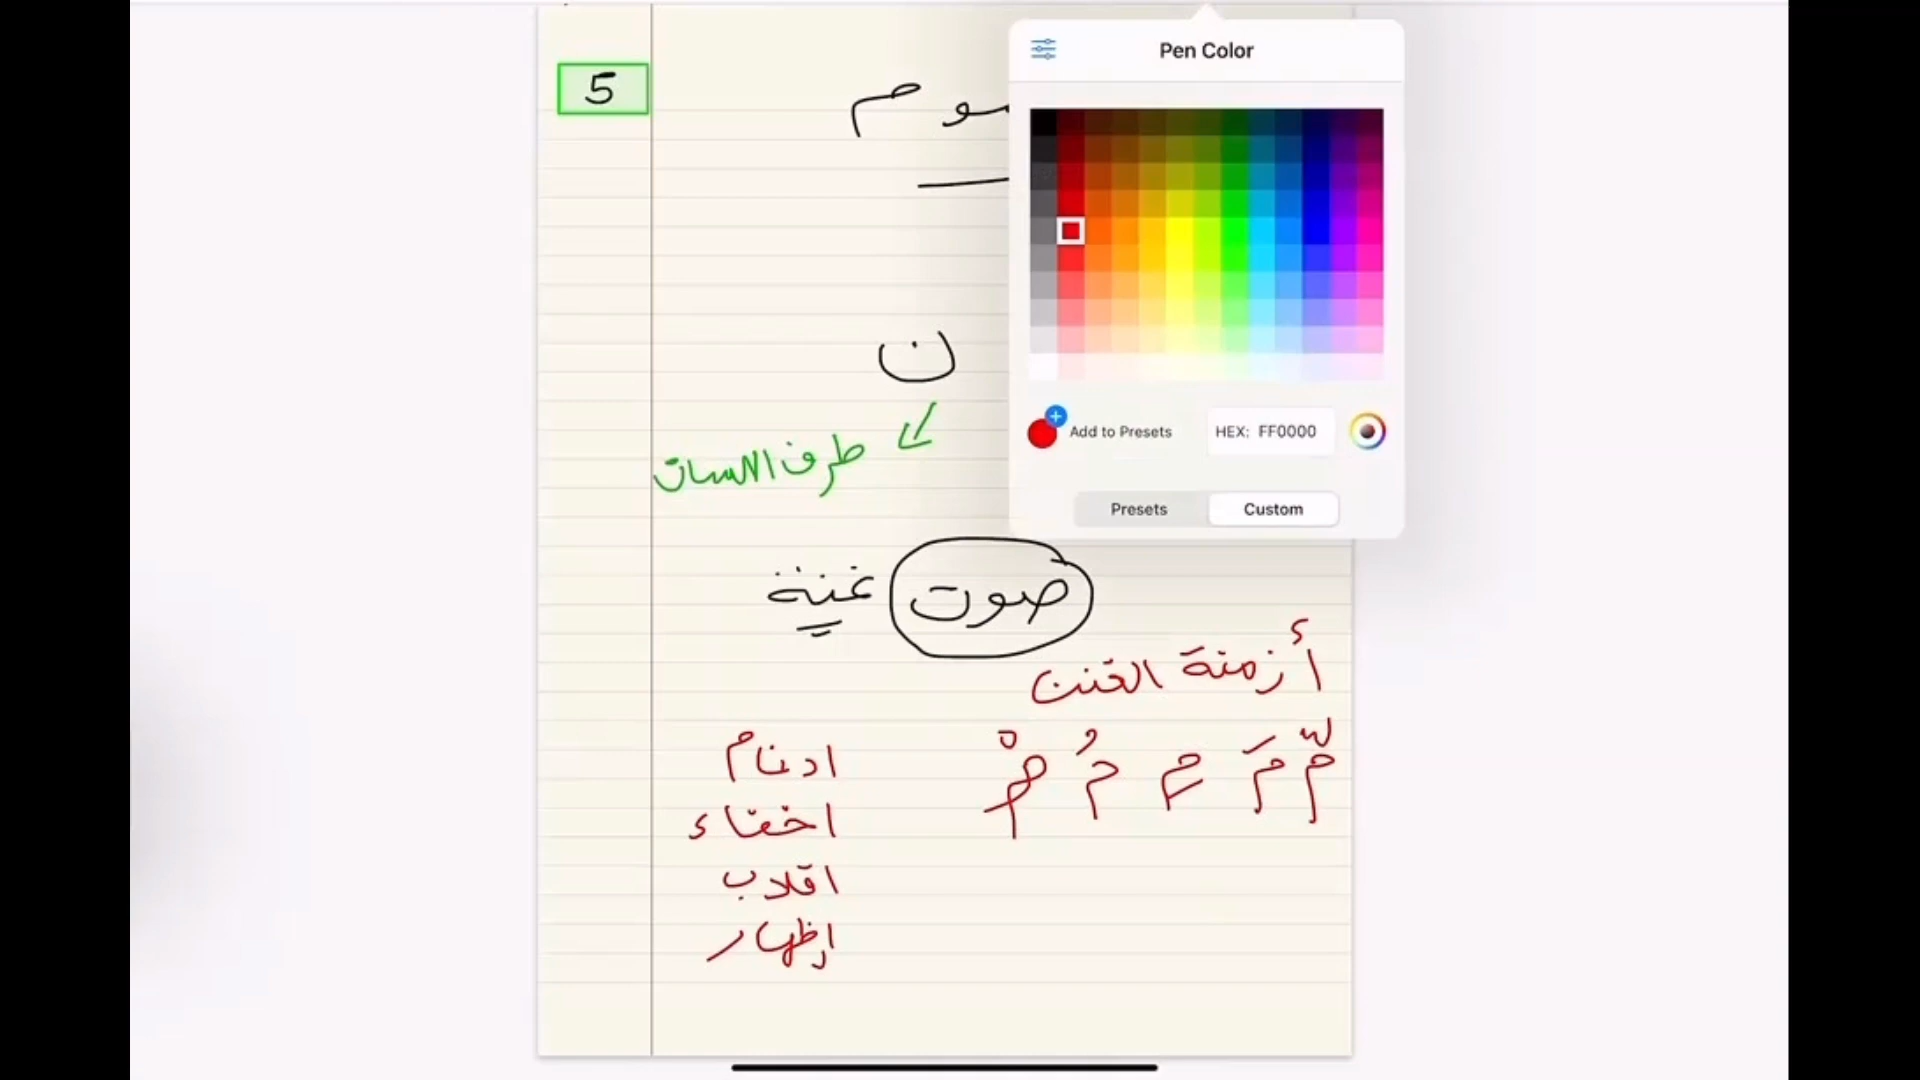 Pen Color
5
م
ن
Add to Presets
HEX: FF0000
طرف اللسان
Presets
Custom
صوت غنة
أزمنة الغنن
مّ مَ مِ مُ مْ
ادغام
اخفاء
اقلاب
إظهار